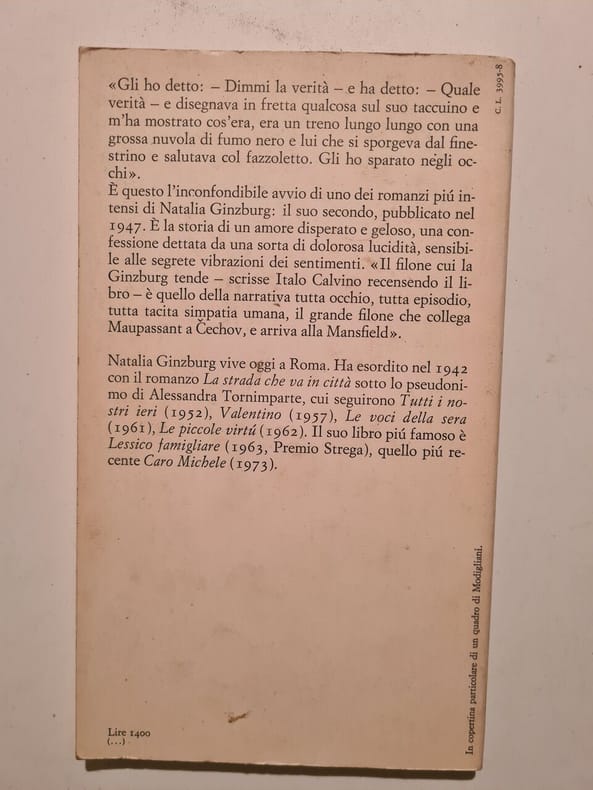 «Gli ho detto: – Dimmi la verità – e ha detto: – Quale
verità – e disegnava in fretta qualcosa sul suo taccuino e
m'ha mostrato cos'era, era un treno lungo lungo con una
grossa nuvola di fumo nero e lui che si sporgeva dal fine-
strino e salutava col fazzoletto. Gli ho sparato negli oc-
chi».
È questo l'inconfondibile avvio di uno dei romanzi piú in-
tensi di Natalia Ginzburg: il suo secondo, pubblicato nel
1947. È la storia di un amore disperato e geloso, una con-
fessione dettata da una sorta di dolorosa lucidità, sensibi-
le alle segrete vibrazioni dei sentimenti. «Il filone cui la
Ginzburg tende – scrisse Italo Calvino recensendo il li-
bro – è quello della narrativa tutta occhio, tutta episodio,
tutta tacita simpatia umana, il grande filone che collega
Maupassant a Čechov, e arriva alla Mansfield».
Natalia Ginzburg vive oggi a Roma. Ha esordito nel 1942
con il romanzo La strada che va in città sotto lo pseudoni-
mo di Alessandra Tornimparte, cui seguirono Tutti i no-
stri ieri (1952), Valentino (1957), Le voci della sera
(1961), Le piccole virtú (1962). Il suo libro piú famoso è
Lessico famigliare (1963, Premio Strega), quello piú re-
cente Caro Michele (1973).
Lire 1400
(...)
C. L. 3995-8
In copertina particolare di un quadro di Modigliani.